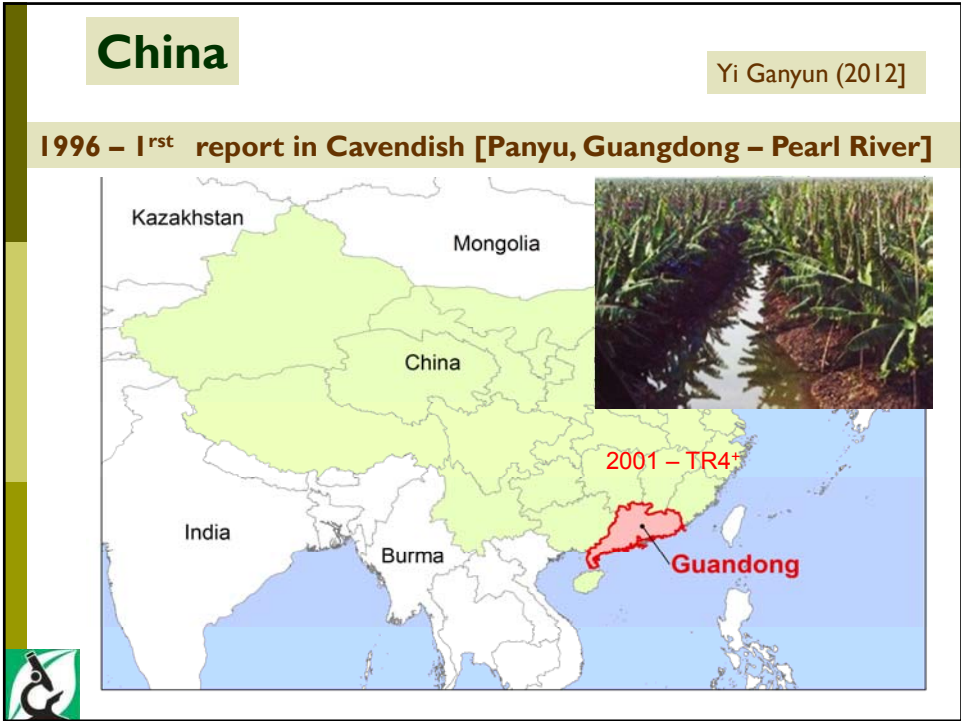 China
Yi Ganyun (2012]
1996 – 1rst report in Cavendish [Panyu, Guangdong – Pearl River]
Kazakhstan
Mongolia
China
2001 – TR4+
India
Burma
Guandong